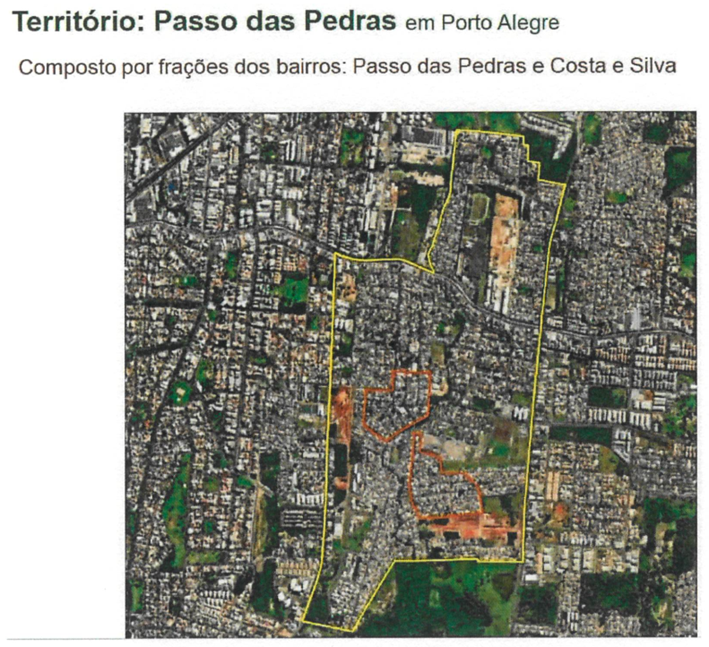 Território: Passo das Pedras em Porto Alegre
Composto por frações dos bairros: Passo das Pedras e Costa e Silva